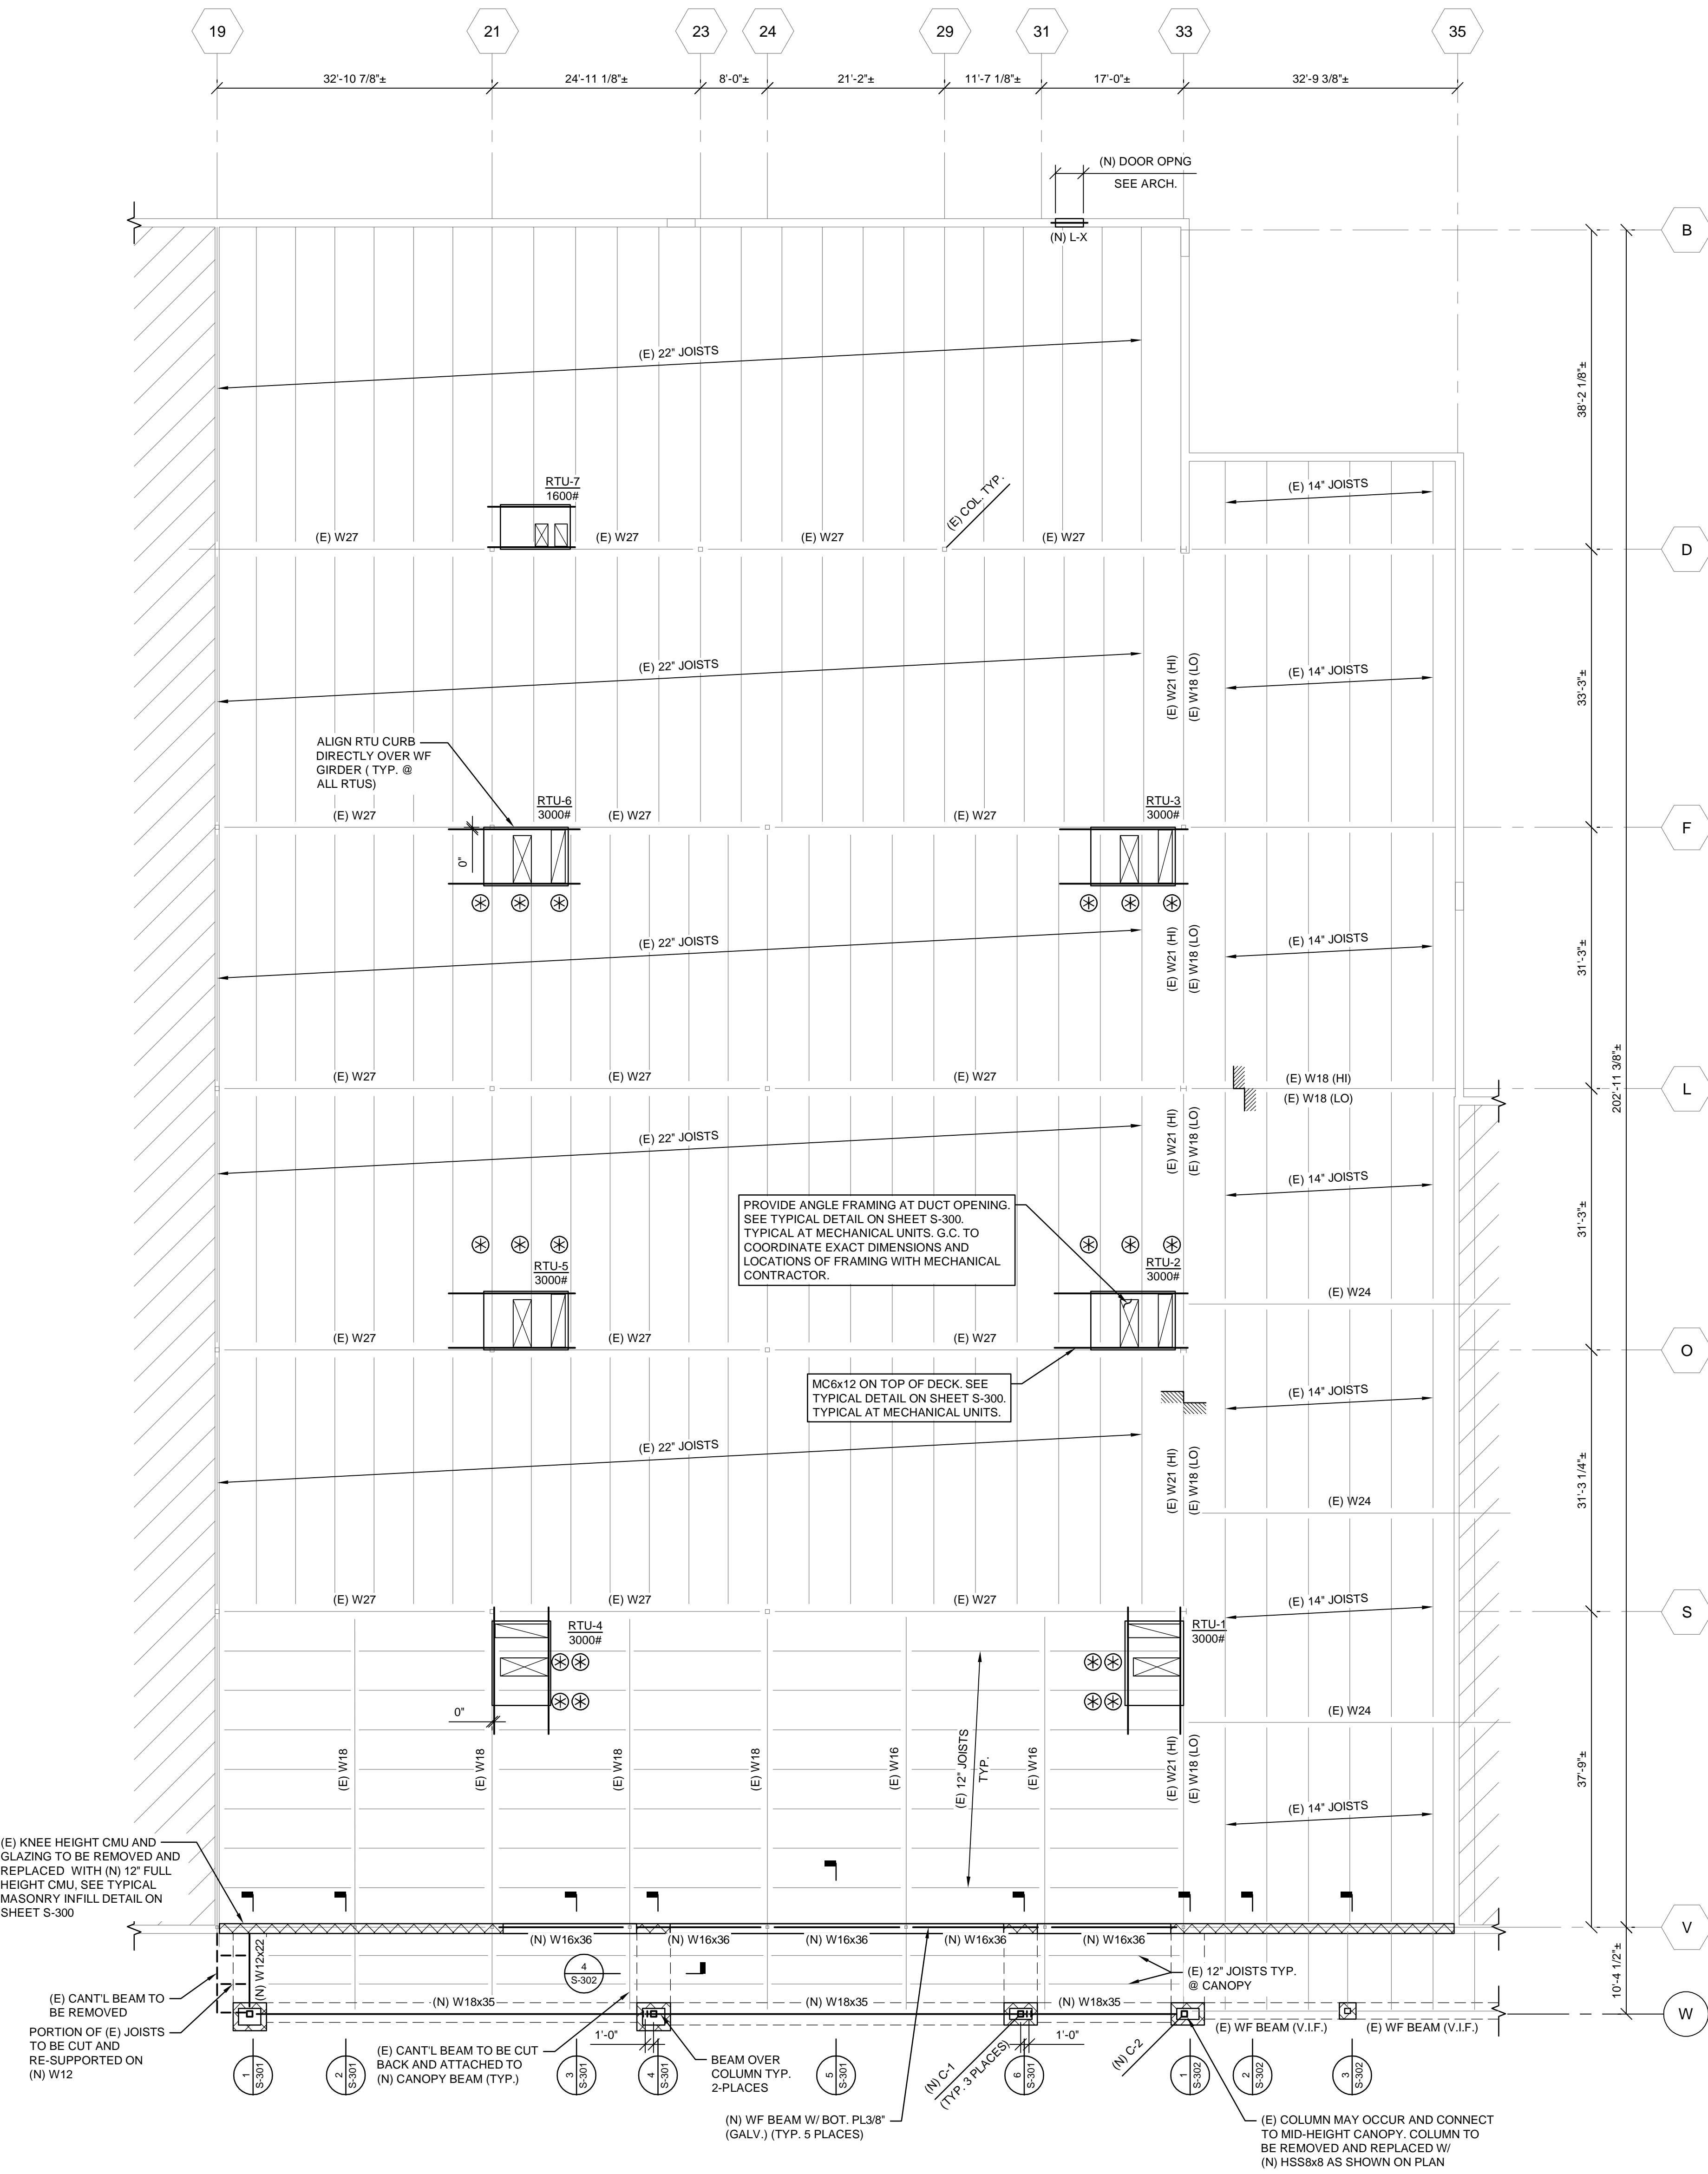 19
21
23
24
29
31
33
35
32'-10 7/8"±
24'-11 1/8"±
8'-0"±
21'-2"±
11'-7 1/8"±
17'-0"±
32'-9 3/8"±
(N) DOOR OPNG
SEE ARCH.
(N) L-X
B
(E) 22" JOISTS
38'-2 1/8"±
RTU-7
1600#
(E) COL. TYP.
(E) 14" JOISTS
(E) W27
(E) W27
(E) W27
(E) W27
D
(E) 22" JOISTS
(E) W21 (HI)
(E) W18 (LO)
(E) 14" JOISTS
33'-3"±
ALIGN RTU CURB
DIRECTLY OVER WF
GIRDER ( TYP. @
ALL RTUS)
RTU-6
3000#
RTU-3
3000#
(E) W27
(E) W27
(E) W27
F
0"
(E) 22" JOISTS
(E) W21 (HI)
(E) W18 (LO)
(E) 14" JOISTS
31'-3"±
(E) W27
(E) W27
(E) W27
(E) W18 (HI)
(E) W18 (LO)
L
202'-11 3/8"±
(E) 22" JOISTS
(E) W21 (HI)
(E) W18 (LO)
(E) 14" JOISTS
31'-3"±
PROVIDE ANGLE FRAMING AT DUCT OPENING.
SEE TYPICAL DETAIL ON SHEET S-300.
TYPICAL AT MECHANICAL UNITS. G.C. TO
COORDINATE EXACT DIMENSIONS AND
LOCATIONS OF FRAMING WITH MECHANICAL
CONTRACTOR.
RTU-5
3000#
RTU-2
3000#
(E) W24
(E) W27
(E) W27
(E) W27
O
MC6x12 ON TOP OF DECK. SEE
TYPICAL DETAIL ON SHEET S-300.
TYPICAL AT MECHANICAL UNITS.
(E) 14" JOISTS
(E) 22" JOISTS
(E) W21 (HI)
(E) W18 (LO)
31'-3 1/4"±
(E) W24
(E) W27
(E) W27
(E) W27
(E) 14" JOISTS
S
RTU-4
3000#
RTU-1
3000#
0"
(E) W24
(E) W18
(E) W18
(E) W18
(E) W18
(E) W16
(E) 12" JOISTS
TYP.
(E) W16
(E) W21 (HI)
(E) W18 (LO)
37'-9"±
(E) 14" JOISTS
(E) KNEE HEIGHT CMU AND
GLAZING TO BE REMOVED AND
REPLACED WITH (N) 12" FULL
HEIGHT CMU, SEE TYPICAL
MASONRY INFILL DETAIL ON
SHEET S-300
V
(N) W16x36
(N) W16x36
(N) W16x36
(N) W16x36
(N) W16x36
(N) W12x22
4
S-302
(E) 12" JOISTS TYP.
@ CANOPY
10'-4 1/2"±
(E) CANT'L BEAM TO
BE REMOVED
(N) W18x35
(N) W18x35
(N) W18x35
W
PORTION OF (E) JOISTS
TO BE CUT AND
RE-SUPPORTED ON
(N) W12
(E) WF BEAM (V.I.F.)
(E) WF BEAM (V.I.F.)
1'-0"
1'-0"
(E) CANT'L BEAM TO BE CUT
BACK AND ATTACHED TO
(N) CANOPY BEAM (TYP.)
BEAM OVER
COLUMN TYP.
2-PLACES
(N) C-1
(TYP. 3 PLACES)
(N) C-2
1
S-301
2
S-301
3
S-301
4
S-301
5
S-301
6
S-301
1
S-302
2
S-302
3
S-302
(N) WF BEAM W/ BOT. PL3/8"
(GALV.) (TYP. 5 PLACES)
(E) COLUMN MAY OCCUR AND CONNECT
TO MID-HEIGHT CANOPY. COLUMN TO
BE REMOVED AND REPLACED W/
(N) HSS8x8 AS SHOWN ON PLAN